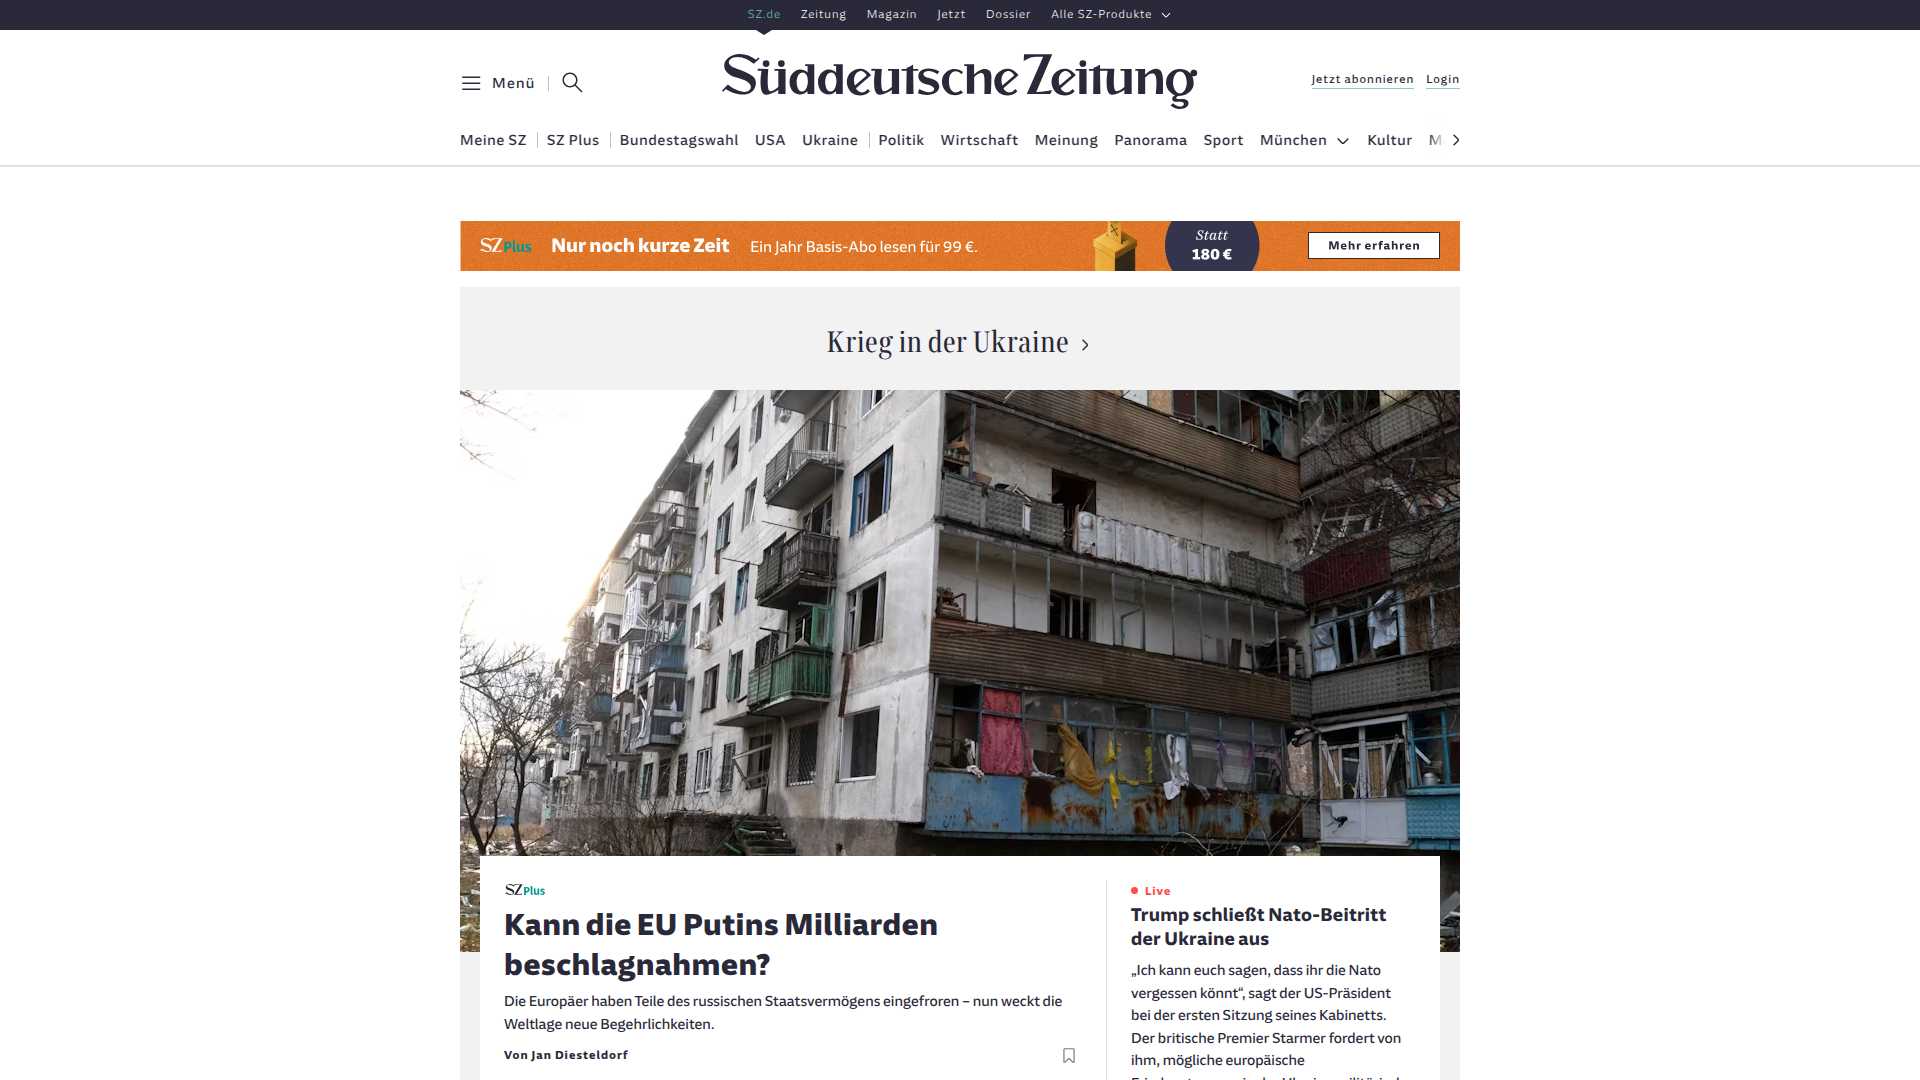 SZ.de Zeitung Magazin Jetzt Dossier Alle SZ-Produkte
Menü
Süddeutsche Zeitung
Jetzt abonnieren Login
Meine SZ SZ Plus Bundestagswahl USA Ukraine Politik Wirtschaft Meinung Panorama Sport München Kultur M
SZ Plus Nur noch kurze Zeit Ein Jahr Basis-Abo lesen für 99 €.
Statt
180 €
Mehr erfahren
Krieg in der Ukraine
SZ Plus
Kann die EU Putins Milliarden
beschlagnahmen?
Die Europäer haben Teile des russischen Staatsvermögens eingefroren – nun weckt die
Weltlage neue Begehrlichkeiten.
Von Jan Diesteldorf
Live
Trump schließt Nato-Beitritt
der Ukraine aus
„Ich kann euch sagen, dass ihr die Nato
vergessen könnt“, sagt der US-Präsident
bei der ersten Sitzung seines Kabinetts.
Der britische Premier Starmer fordert von
ihm, mögliche europäische